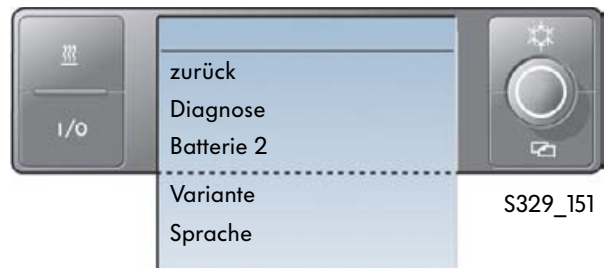 I/O
zurück
Diagnose
Batterie 2
Variante
Sprache
S329_151